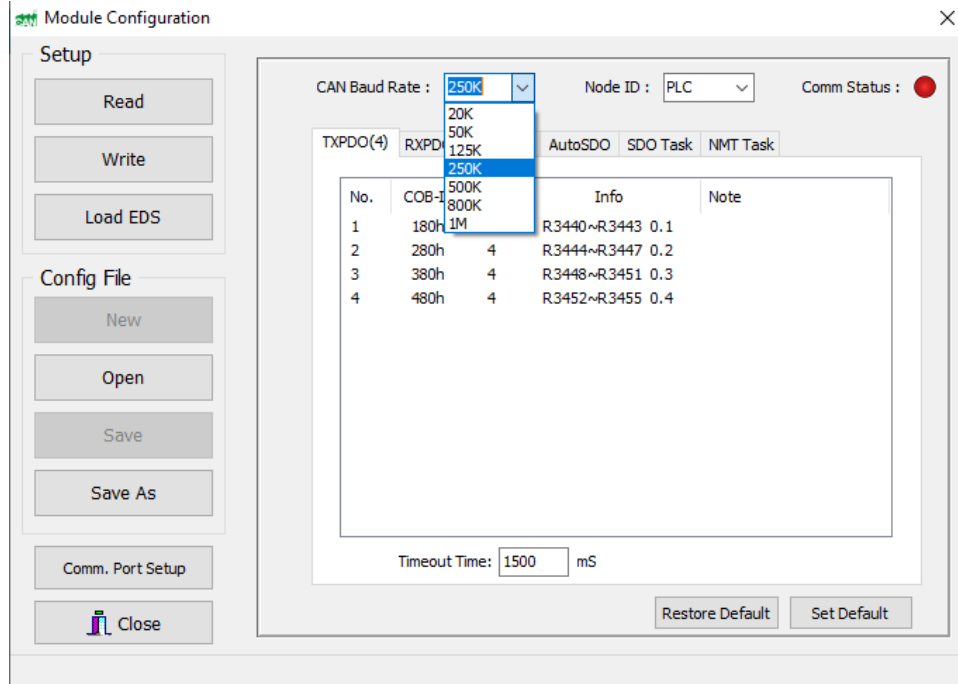 CAN Module Configuration
Setup
Read
Write
Load EDS
Config File
New
Open
Save
Save As
Comm. Port Setup
Close
CAN Baud Rate : 250K Node ID : PLC Comm Status :
20K
50K
125K
250K
500K
800K
1M
TXPDO(4) AutoSDO SDO Task NMT Task
No. Info Note
1 180h R3440~R3443 0.1
2 280h 4 R3444~R3447 0.2
3 380h 4 R3448~R3451 0.3
4 480h 4 R3452~R3455 0.4
Timeout Time: 1500 mS
Restore Default Set Default